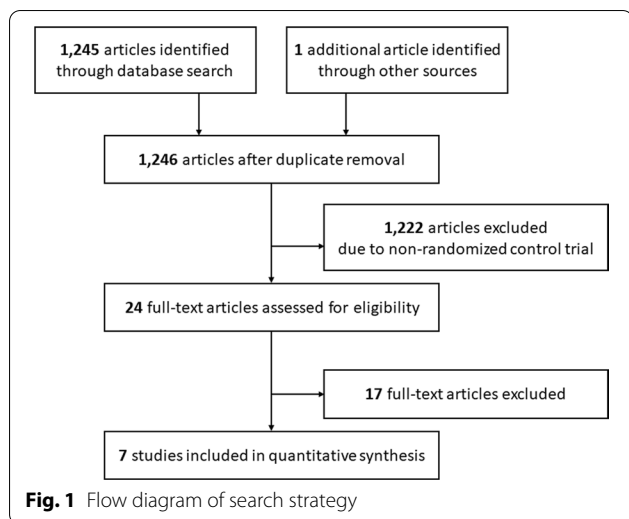 1,245 articles identified
through database search
1 additional article identified
through other sources
1,246 articles after duplicate removal
1,222 articles excluded
due to non-randomized control trial
24 full-text articles assessed for eligibility
17 full-text articles excluded
7 studies included in quantitative synthesis
Fig. 1 Flow diagram of search strategy